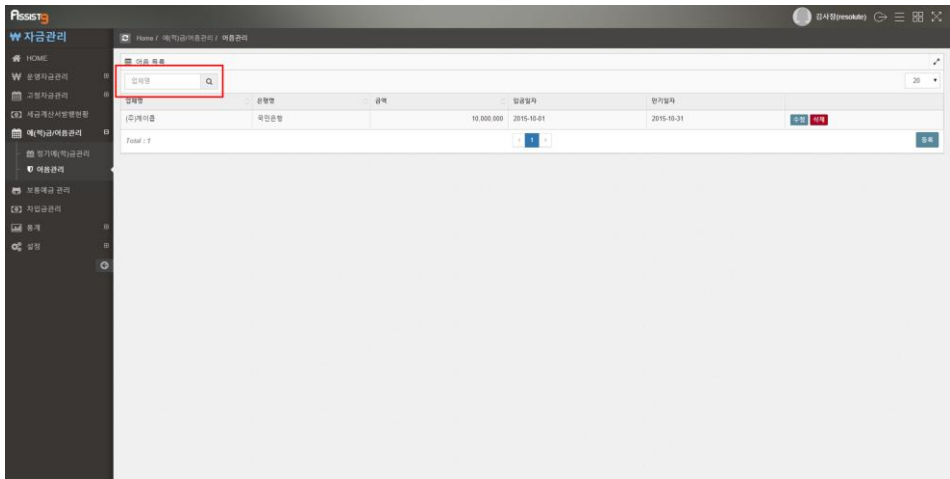 Assist9
김사장(resolute)
₩ 자금관리
Home / 예(적)금/어음관리 / 어음관리
HOME
운영자금관리
고정자금관리
세금계산서발행현황
예(적)금/어음관리
정기예(적)금관리
어음관리
보통예금 관리
차입금관리
통계
설정
어음 목록
업체명
20
업체명 은행명 금액 입금일자 만기일자
(주)케이즙 국민은행 10,000,000 2015-10-01 2015-10-31 수정 삭제
Total : 1 1 등록